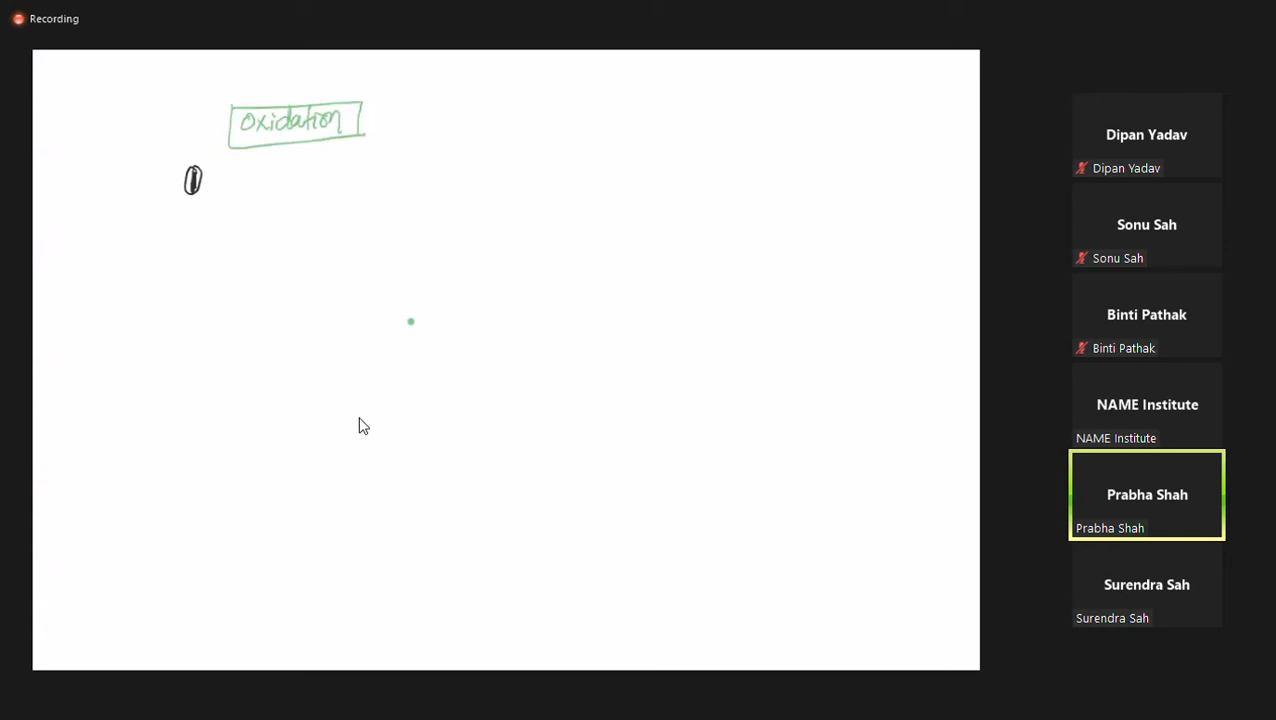 Recording
Oxidation
1
Dipan Yadav
Dipan Yadav
Sonu Sah
Sonu Sah
Binti Pathak
Binti Pathak
NAME Institute
NAME Institute
Prabha Shah
Prabha Shah
Surendra Sah
Surendra Sah